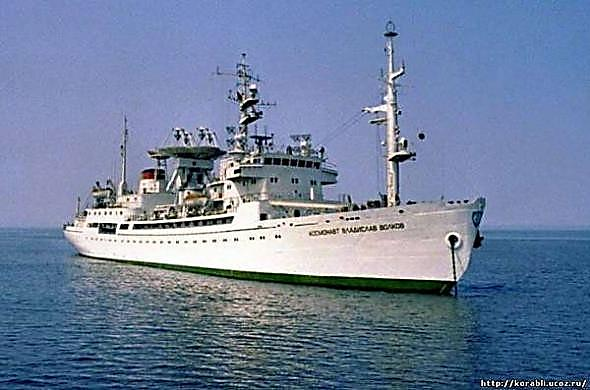 КОСМОНАВТ ВЛАДИСЛАВ ВОЛКОВ
http://korabli.ucoz.ru/